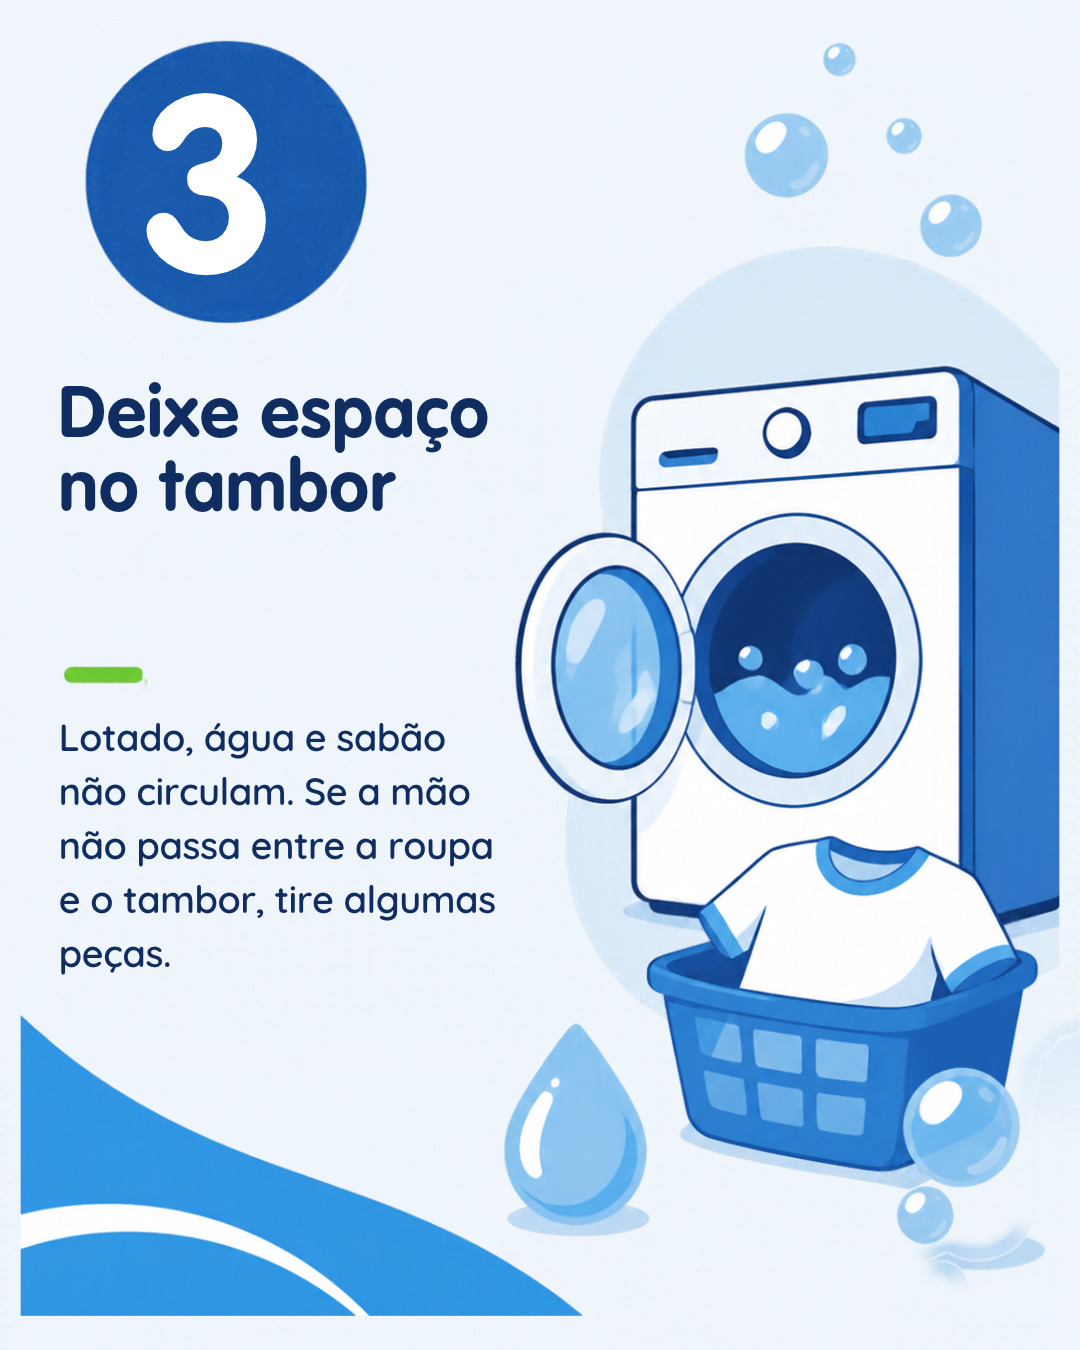 3
Deixe espaço
no tambor
Lotado, água e sabão
não circulam. Se a mão
não passa entre a roupa
e o tambor, tire algumas
peças.